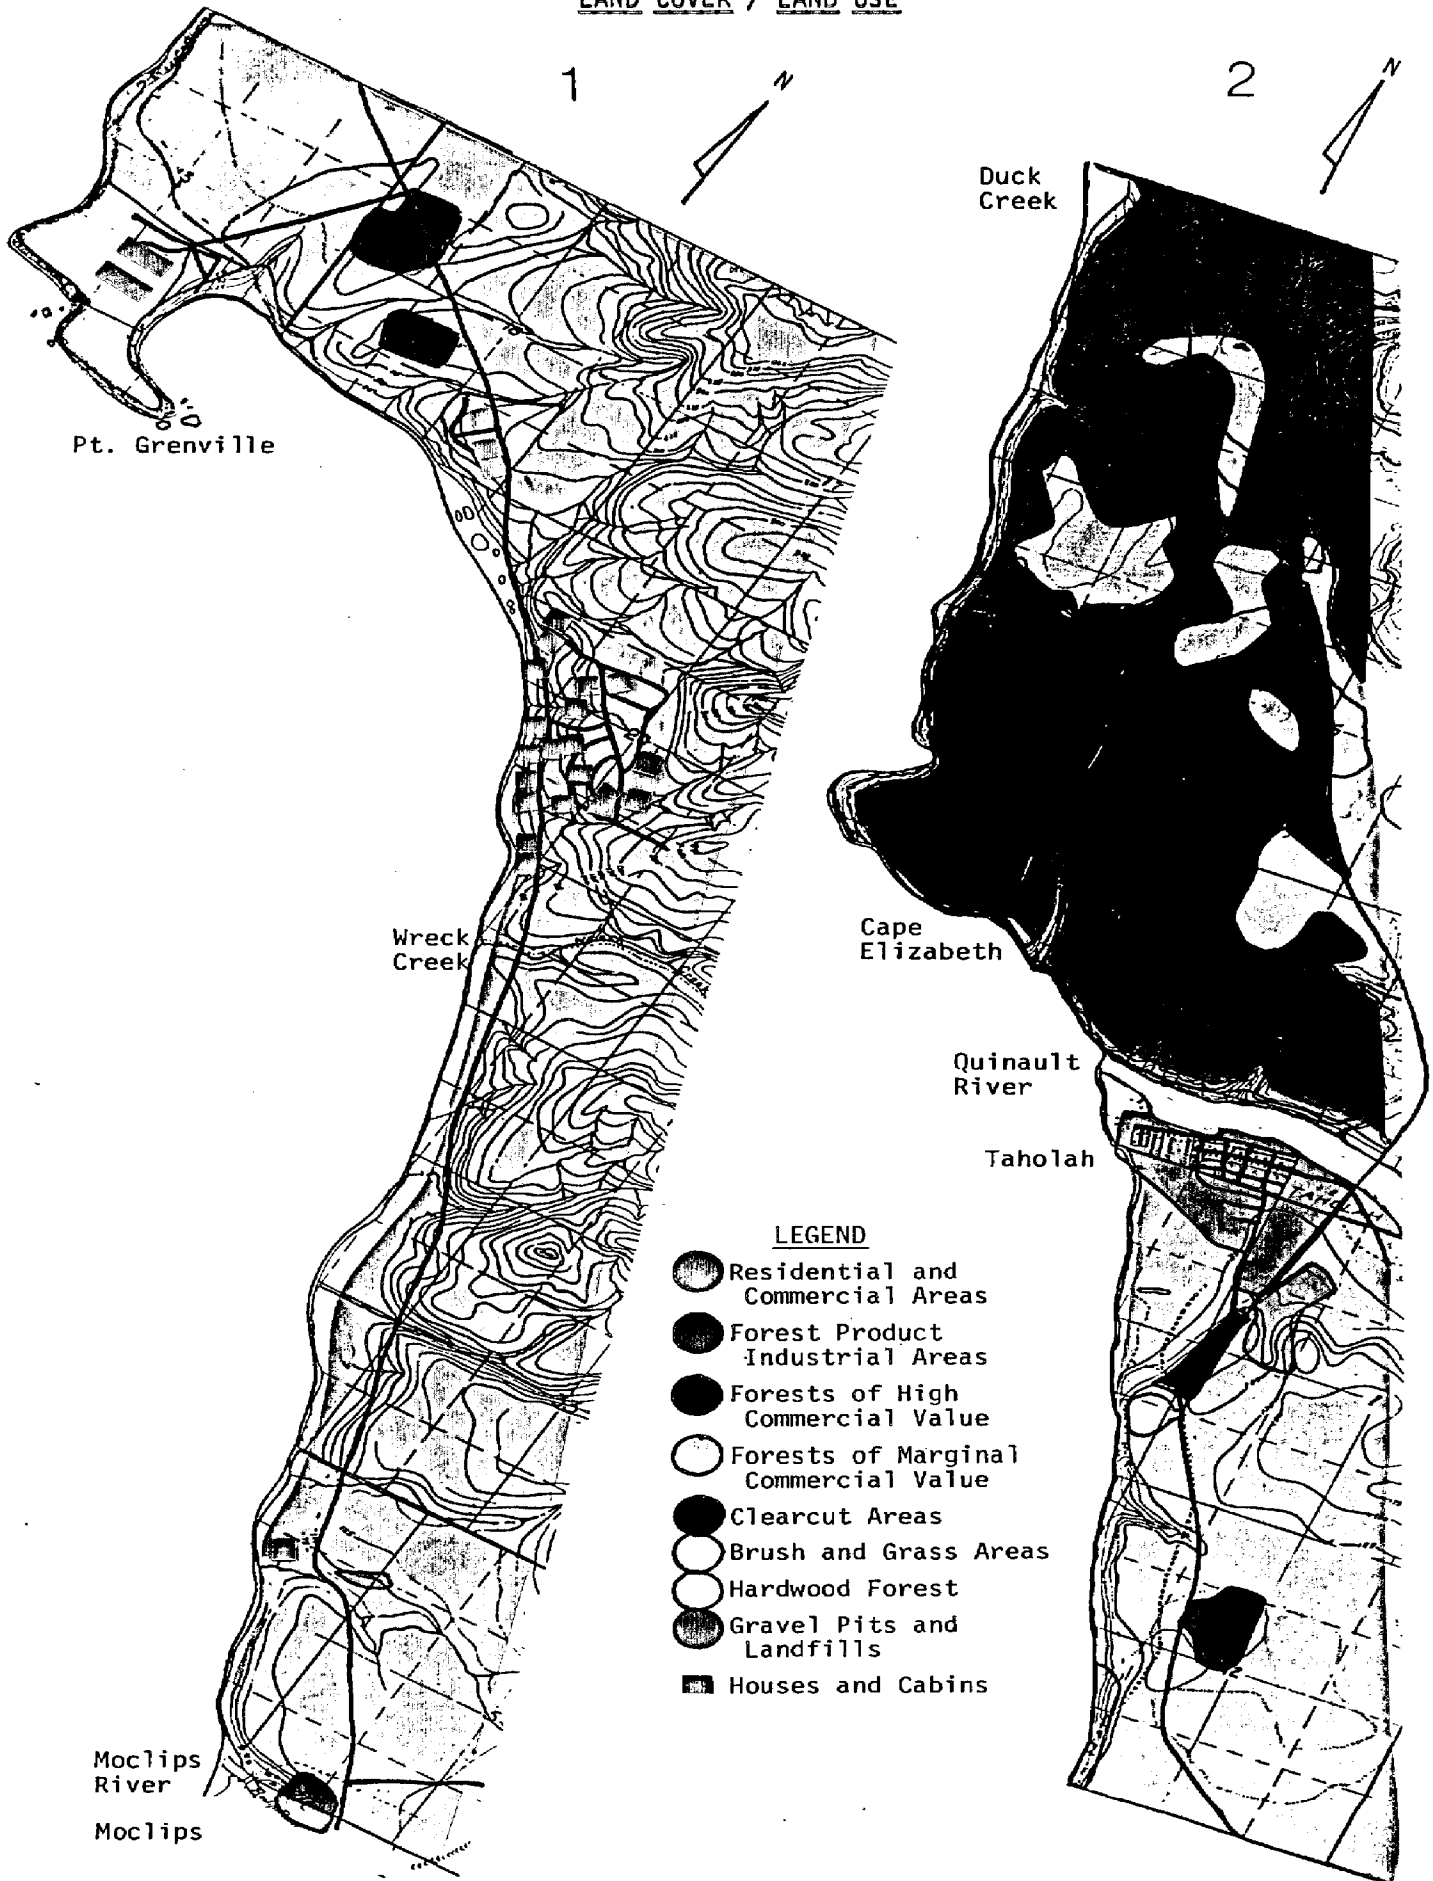 LAND COVER / LAND USE
1
N
2
N
Duck
Creek
Pt. Grenville
Wreck
Creek
Cape
Elizabeth
Quinault
River
Taholah
TAHOLAH
LEGEND
Residential and
Commercial Areas
Forest Product
Industrial Areas
Forests of High
Commercial Value
Forests of Marginal
Commercial Value
Clearcut Areas
Brush and Grass Areas
Hardwood Forest
Gravel Pits and
Landfills
Houses and Cabins
Moclips
River
Moclips